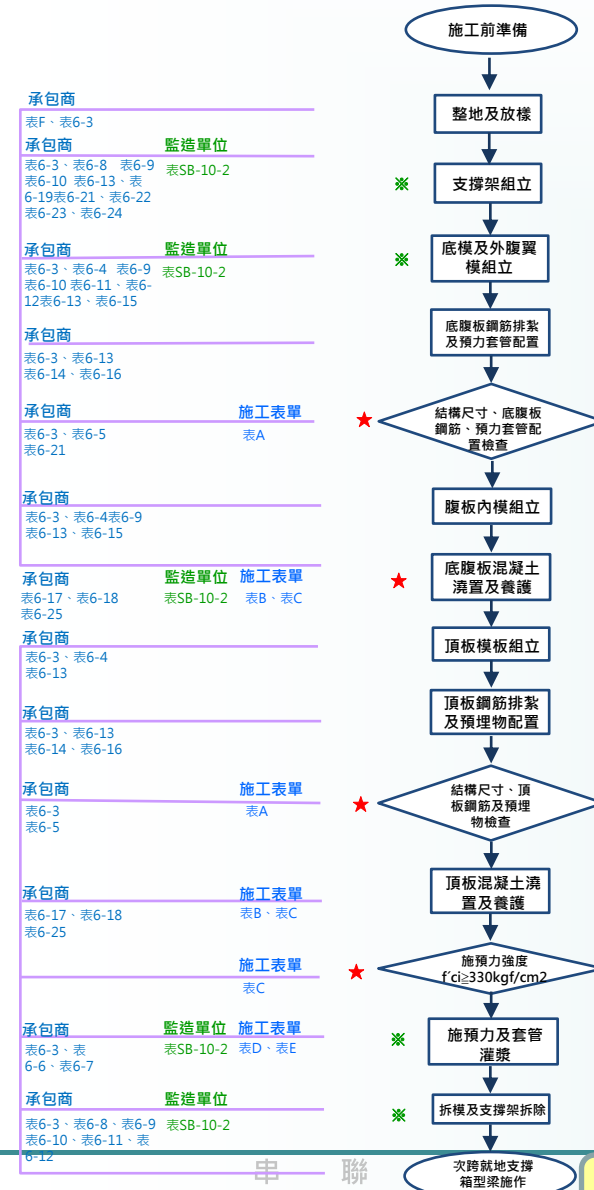 施工前準備
承包商
表F、表6-3
整地及放樣
承包商 監造單位
表6-3、表6-8 表6-9
表6-10 表6-13、表
6-19表6-21、表6-22
表6-23、表6-24
表SB-10-2
※
支撐架組立
承包商 監造單位
表6-3、表6-4 表6-9
表6-10 表6-11、表6-
12表6-13、表6-15
表SB-10-2
※
底模及外腹翼
模組立
承包商
表6-3、表6-13
表6-14、表6-16
底腹板鋼筋排紮
及預力套管配置
承包商 施工表單
表6-3、表6-5
表6-21
表A
★
結構尺寸、底腹板
鋼筋、預力套管配
置檢查
承包商
表6-3、表6-4表6-9
表6-13、表6-15
腹板內模組立
承包商 監造單位 施工表單
表6-17、表6-18
表6-25
表SB-10-2 表B、表C
★
底腹板混凝土
澆置及養護
承包商
表6-3、表6-4
表6-13
頂板模板組立
承包商
表6-3、表6-13
表6-14、表6-16
頂板鋼筋排紮
及預埋物配置
承包商 施工表單
表6-3
表6-5
表A
★
結構尺寸、頂
板鋼筋及預埋
物檢查
承包商 施工表單
表6-17、表6-18
表6-25
表B、表C
頂板混凝土澆
置及養護
施工表單
表C
★
施預力強度
f'ci≧330kgf/cm2
承包商 監造單位 施工表單
表6-3、表
6-6、表6-7
表SB-10-2 表D、表E
※
施預力及套管
灌漿
承包商 監造單位
表6-3、表6-8、表6-9
表6-10、表6-11、表
6-12
表SB-10-2
※
拆模及支撐架拆除
串 聯
次跨就地支撐
箱型梁施作